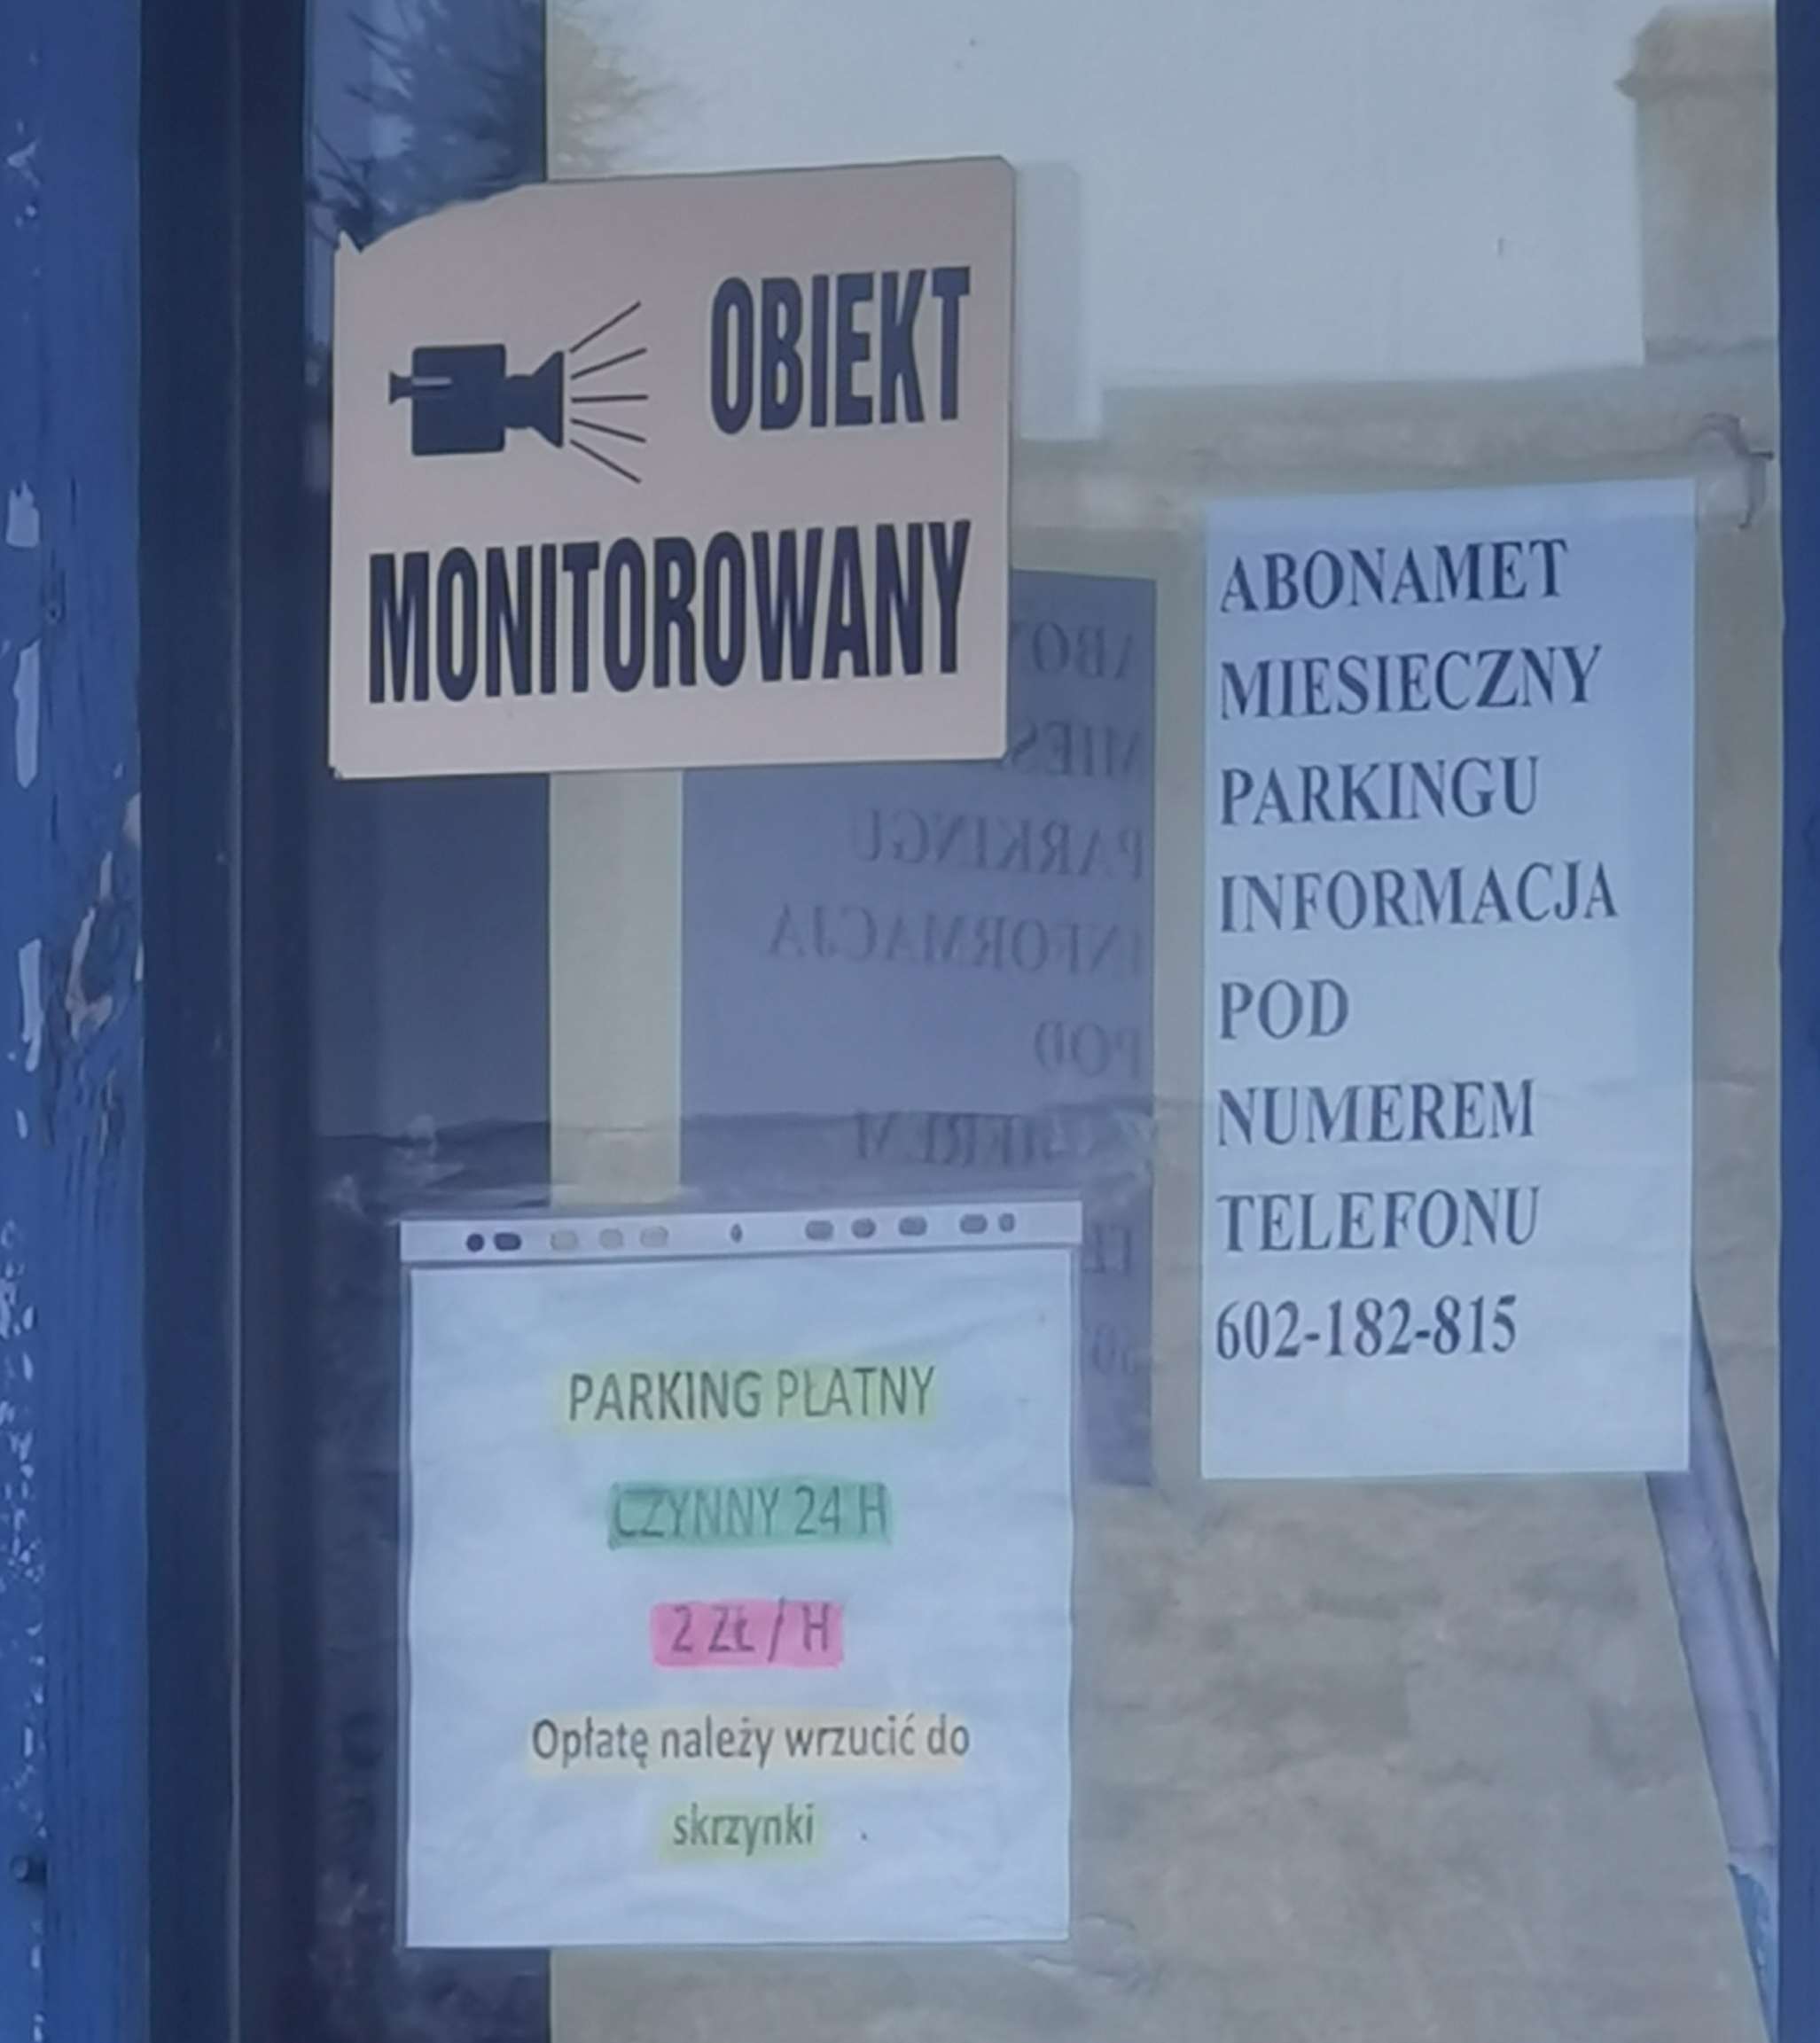 OBIEKT
MONITOROWANY
ABONAMET
MIESIECZNY
PARKINGU
INFORMACJA
POD
NUMEREM
TELEFONU
602-182-815
PARKING PŁATNY
CZYNNY 24 H
2 ZŁ / H
Opłatę należy wrzucić do
skrzynki